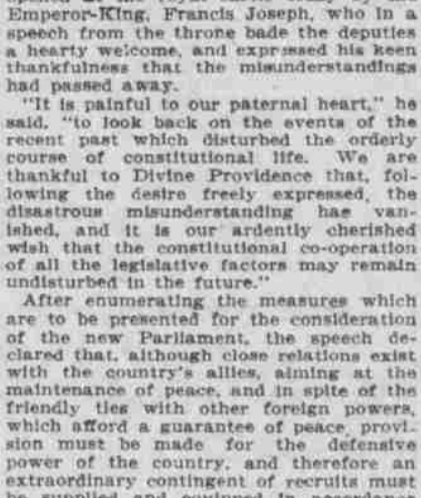 Emperor-King, Francis Joseph, who in a
speech from the throne bade the deputies
a hearty welcome, and expressed his keen
thankfulness that the misunderstandings
had passed away.
"It is painful to our paternal heart," he
said, "to look back on the events of the
recent past which disturbed the orderly
course of constitutional life. We are
thankful to Divine Providence that, fol-
lowing the desire freely expressed, the
disastrous misunderstanding has van-
ished, and it is our ardently cherished
wish that the constitutional co-operation
of all the legislative factors may remain
undisturbed in the future."
After enumerating the measures which
are to be presented for the consideration
of the new Parliament, the speech de-
clared that, although close relations exist
with the country's allies, aiming at the
maintenance of peace, and in spite of the
friendly ties with other foreign powers,
which afford a guarantee of peace, provi-
sion must be made for the defensive
power of the country, and therefore an
extraordinary contingent of recruits must
be supplied and equipped in accordance